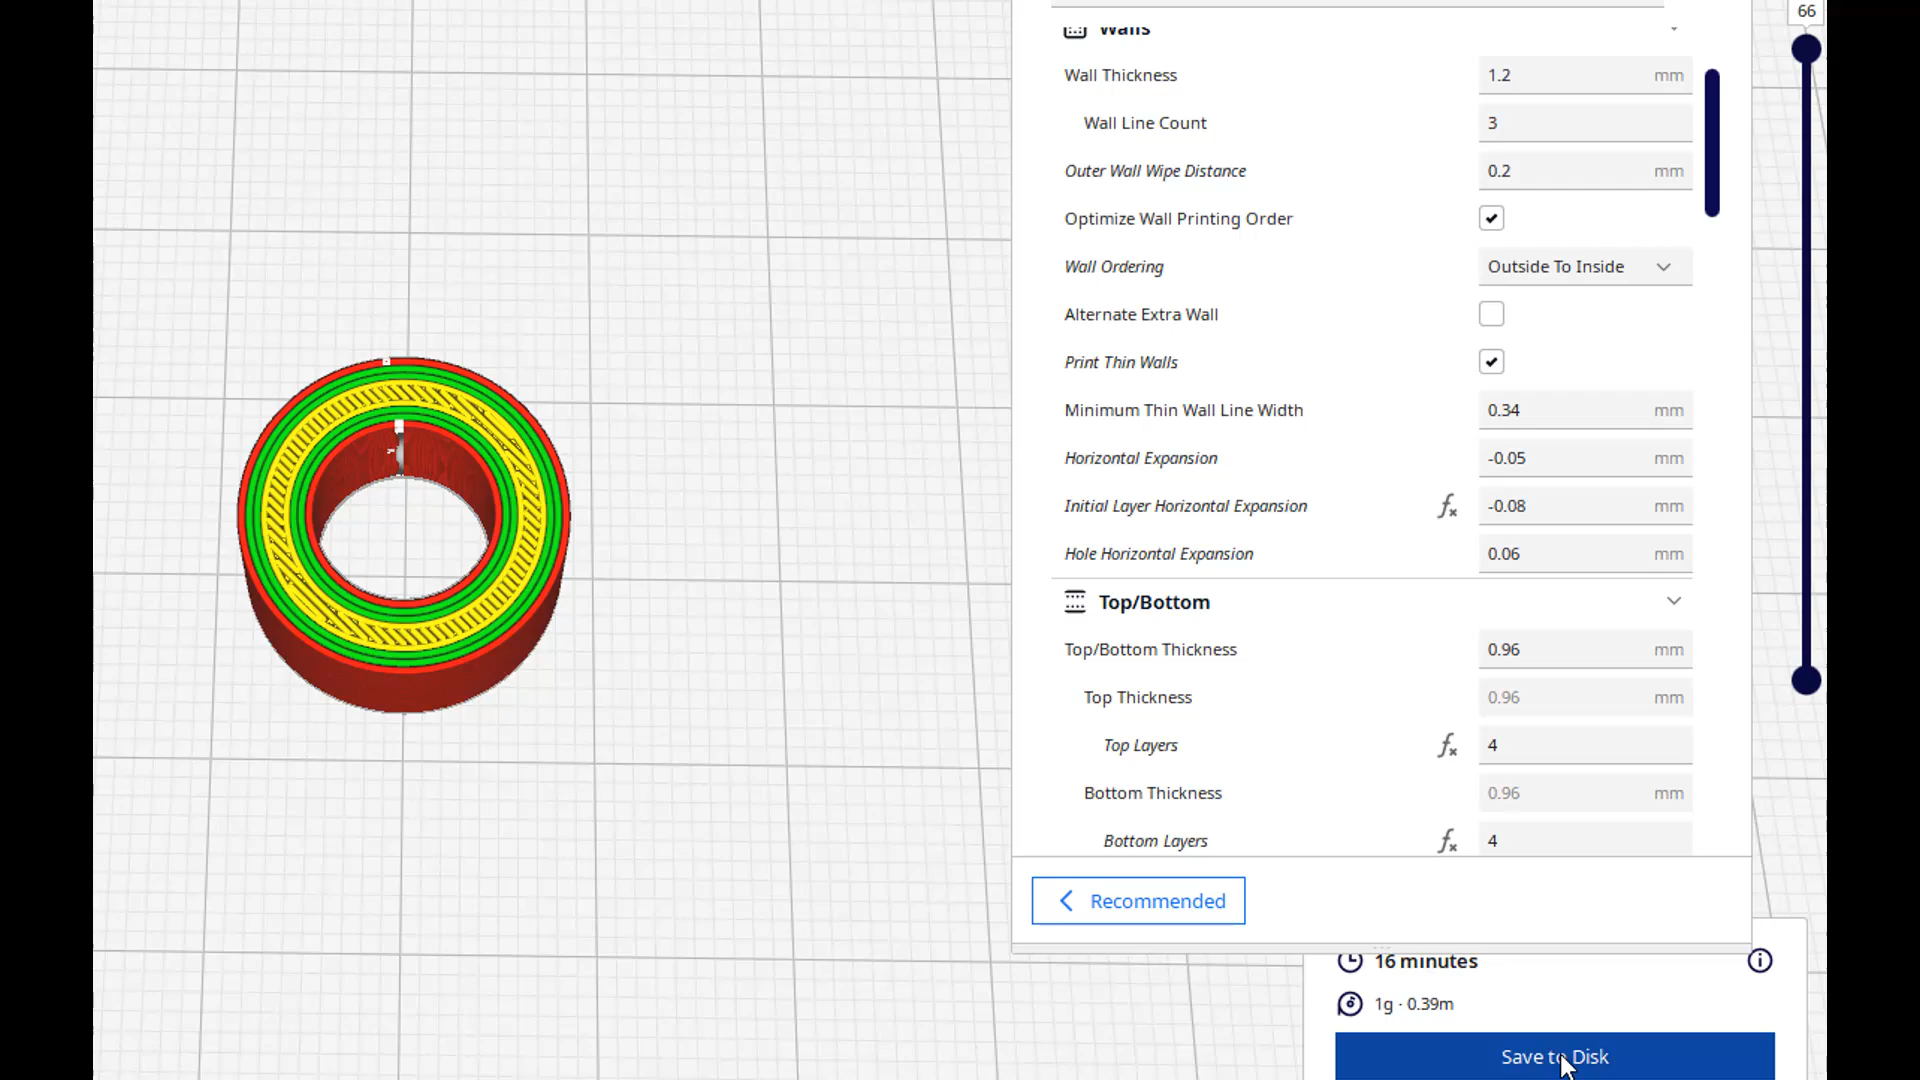 66
Walls
Wall Thickness 1.2 mm
Wall Line Count 3
Outer Wall Wipe Distance 0.2 mm
Optimize Wall Printing Order
Wall Ordering Outside To Inside
Alternate Extra Wall
Print Thin Walls
Minimum Thin Wall Line Width 0.34 mm
Horizontal Expansion -0.05 mm
Initial Layer Horizontal Expansion fx -0.08 mm
Hole Horizontal Expansion 0.06 mm
Top/Bottom
Top/Bottom Thickness 0.96 mm
Top Thickness 0.96 mm
Top Layers fx 4
Bottom Thickness 0.96 mm
Bottom Layers fx 4
Recommended
16 minutes
1g · 0.39m
Save to Disk